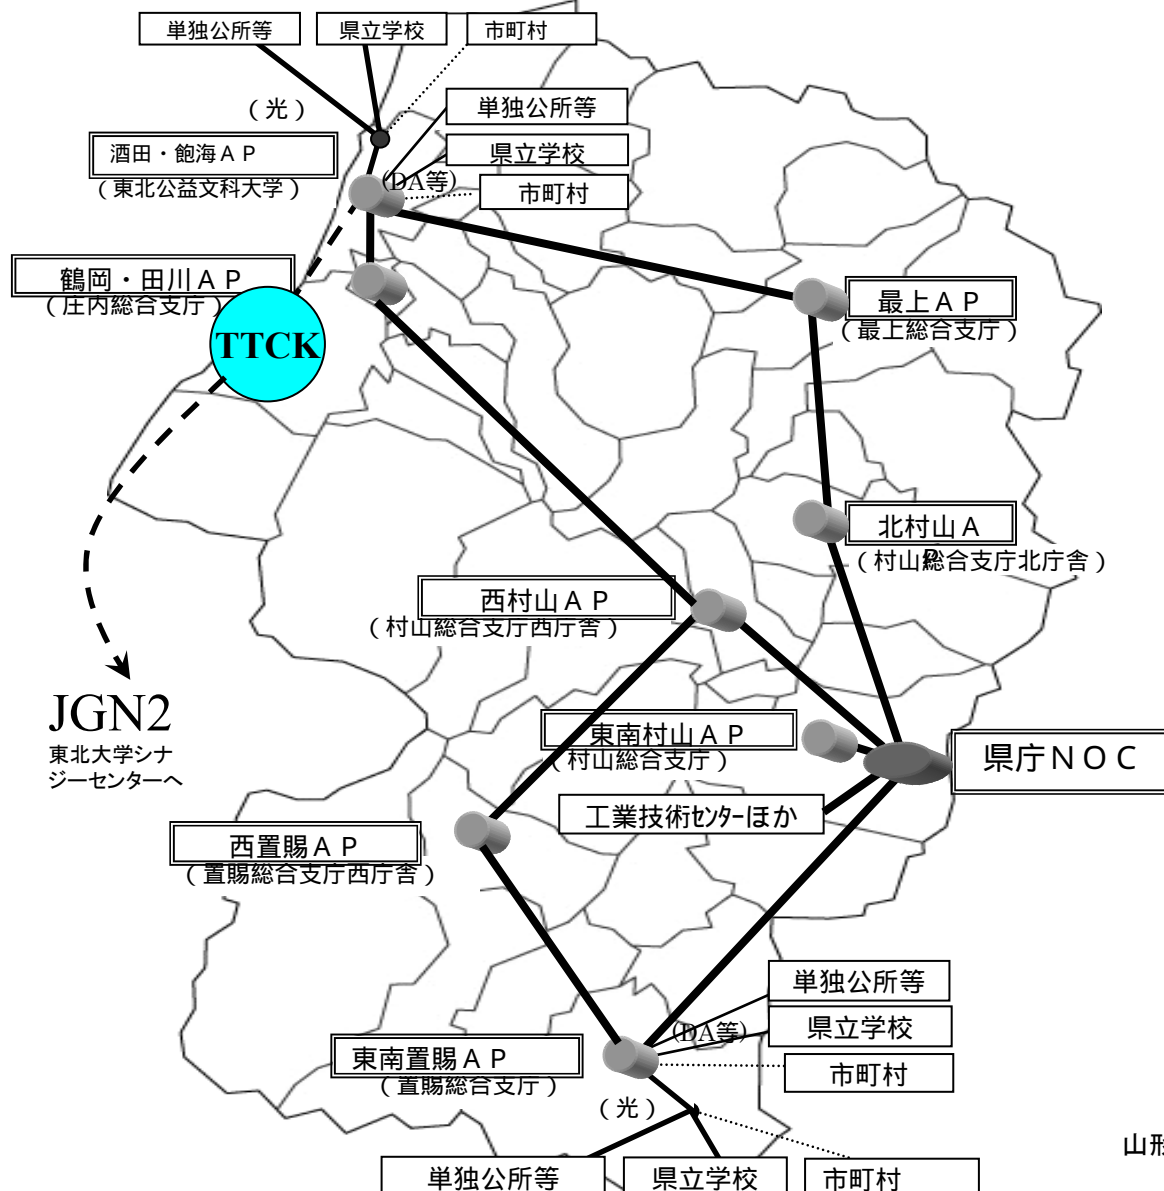 単独公所等
県立学校
市町村
（光）
単独公所等
県立学校
市町村
(DA等)
酒田・飽海ＡＰ
（東北公益文科大学）
鶴岡・田川ＡＰ
（庄内総合支庁）
TTCK
最上ＡＰ
（最上総合支庁）
北村山Ａ
（村山総合支庁北庁舎）
西村山ＡＰ
（村山総合支庁西庁舎）
JGN2
東北大学シナ
ジーセンターへ
東南村山ＡＰ
（村山総合支庁）
県庁ＮＯＣ
工業技術ｾﾝﾀｰほか
西置賜ＡＰ
（置賜総合支庁西庁舎）
単独公所等
県立学校
市町村
(DA等)
東南置賜ＡＰ
（置賜総合支庁）
（光）
単独公所等
県立学校
市町村
山形